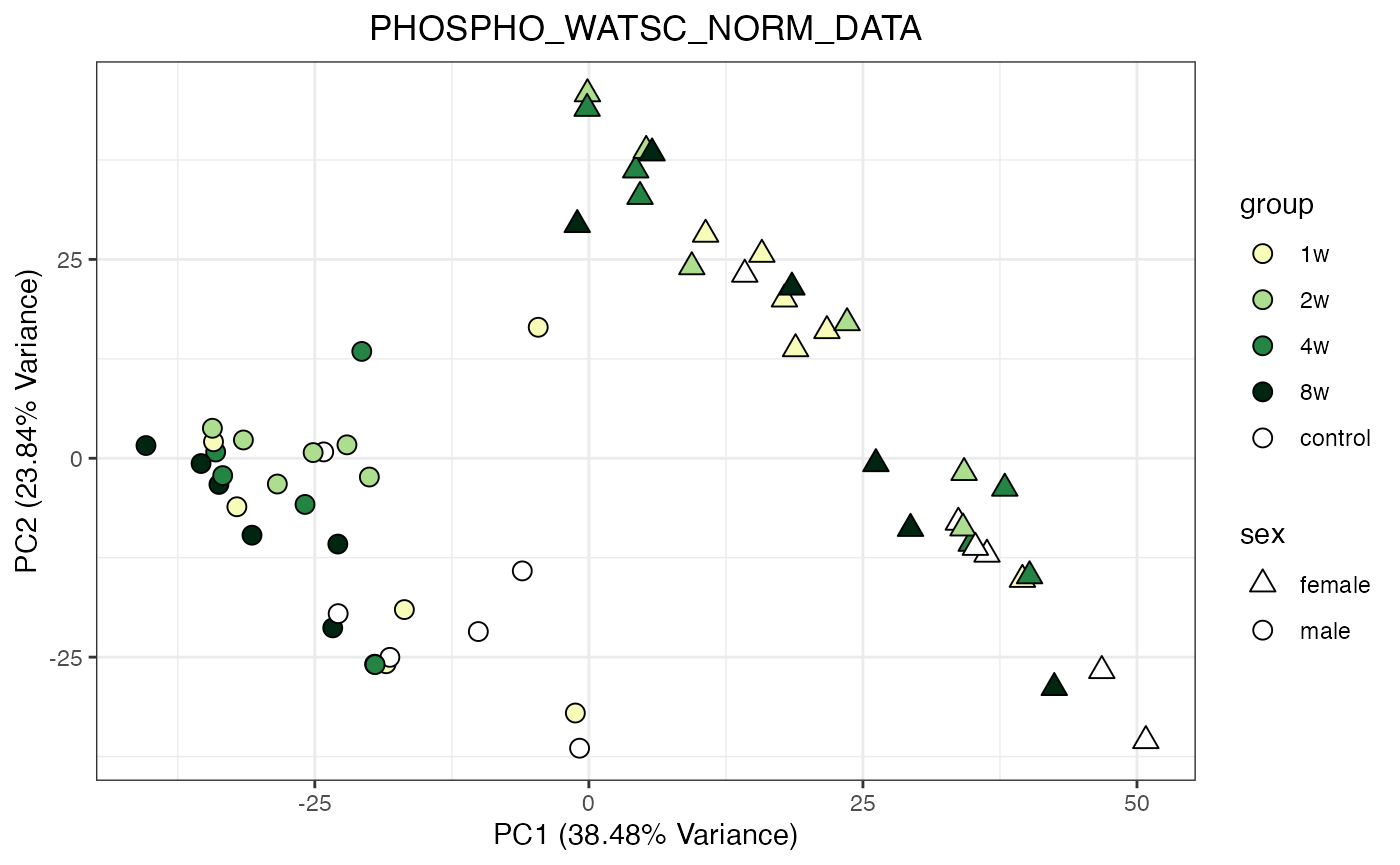 PHOSPHO_WATSC_NORM_DATA
PC2 (23.84% Variance)
25
0
-25
-25
0
25
50
PC1 (38.48% Variance)
group
1w
2w
4w
8w
control
sex
female
male